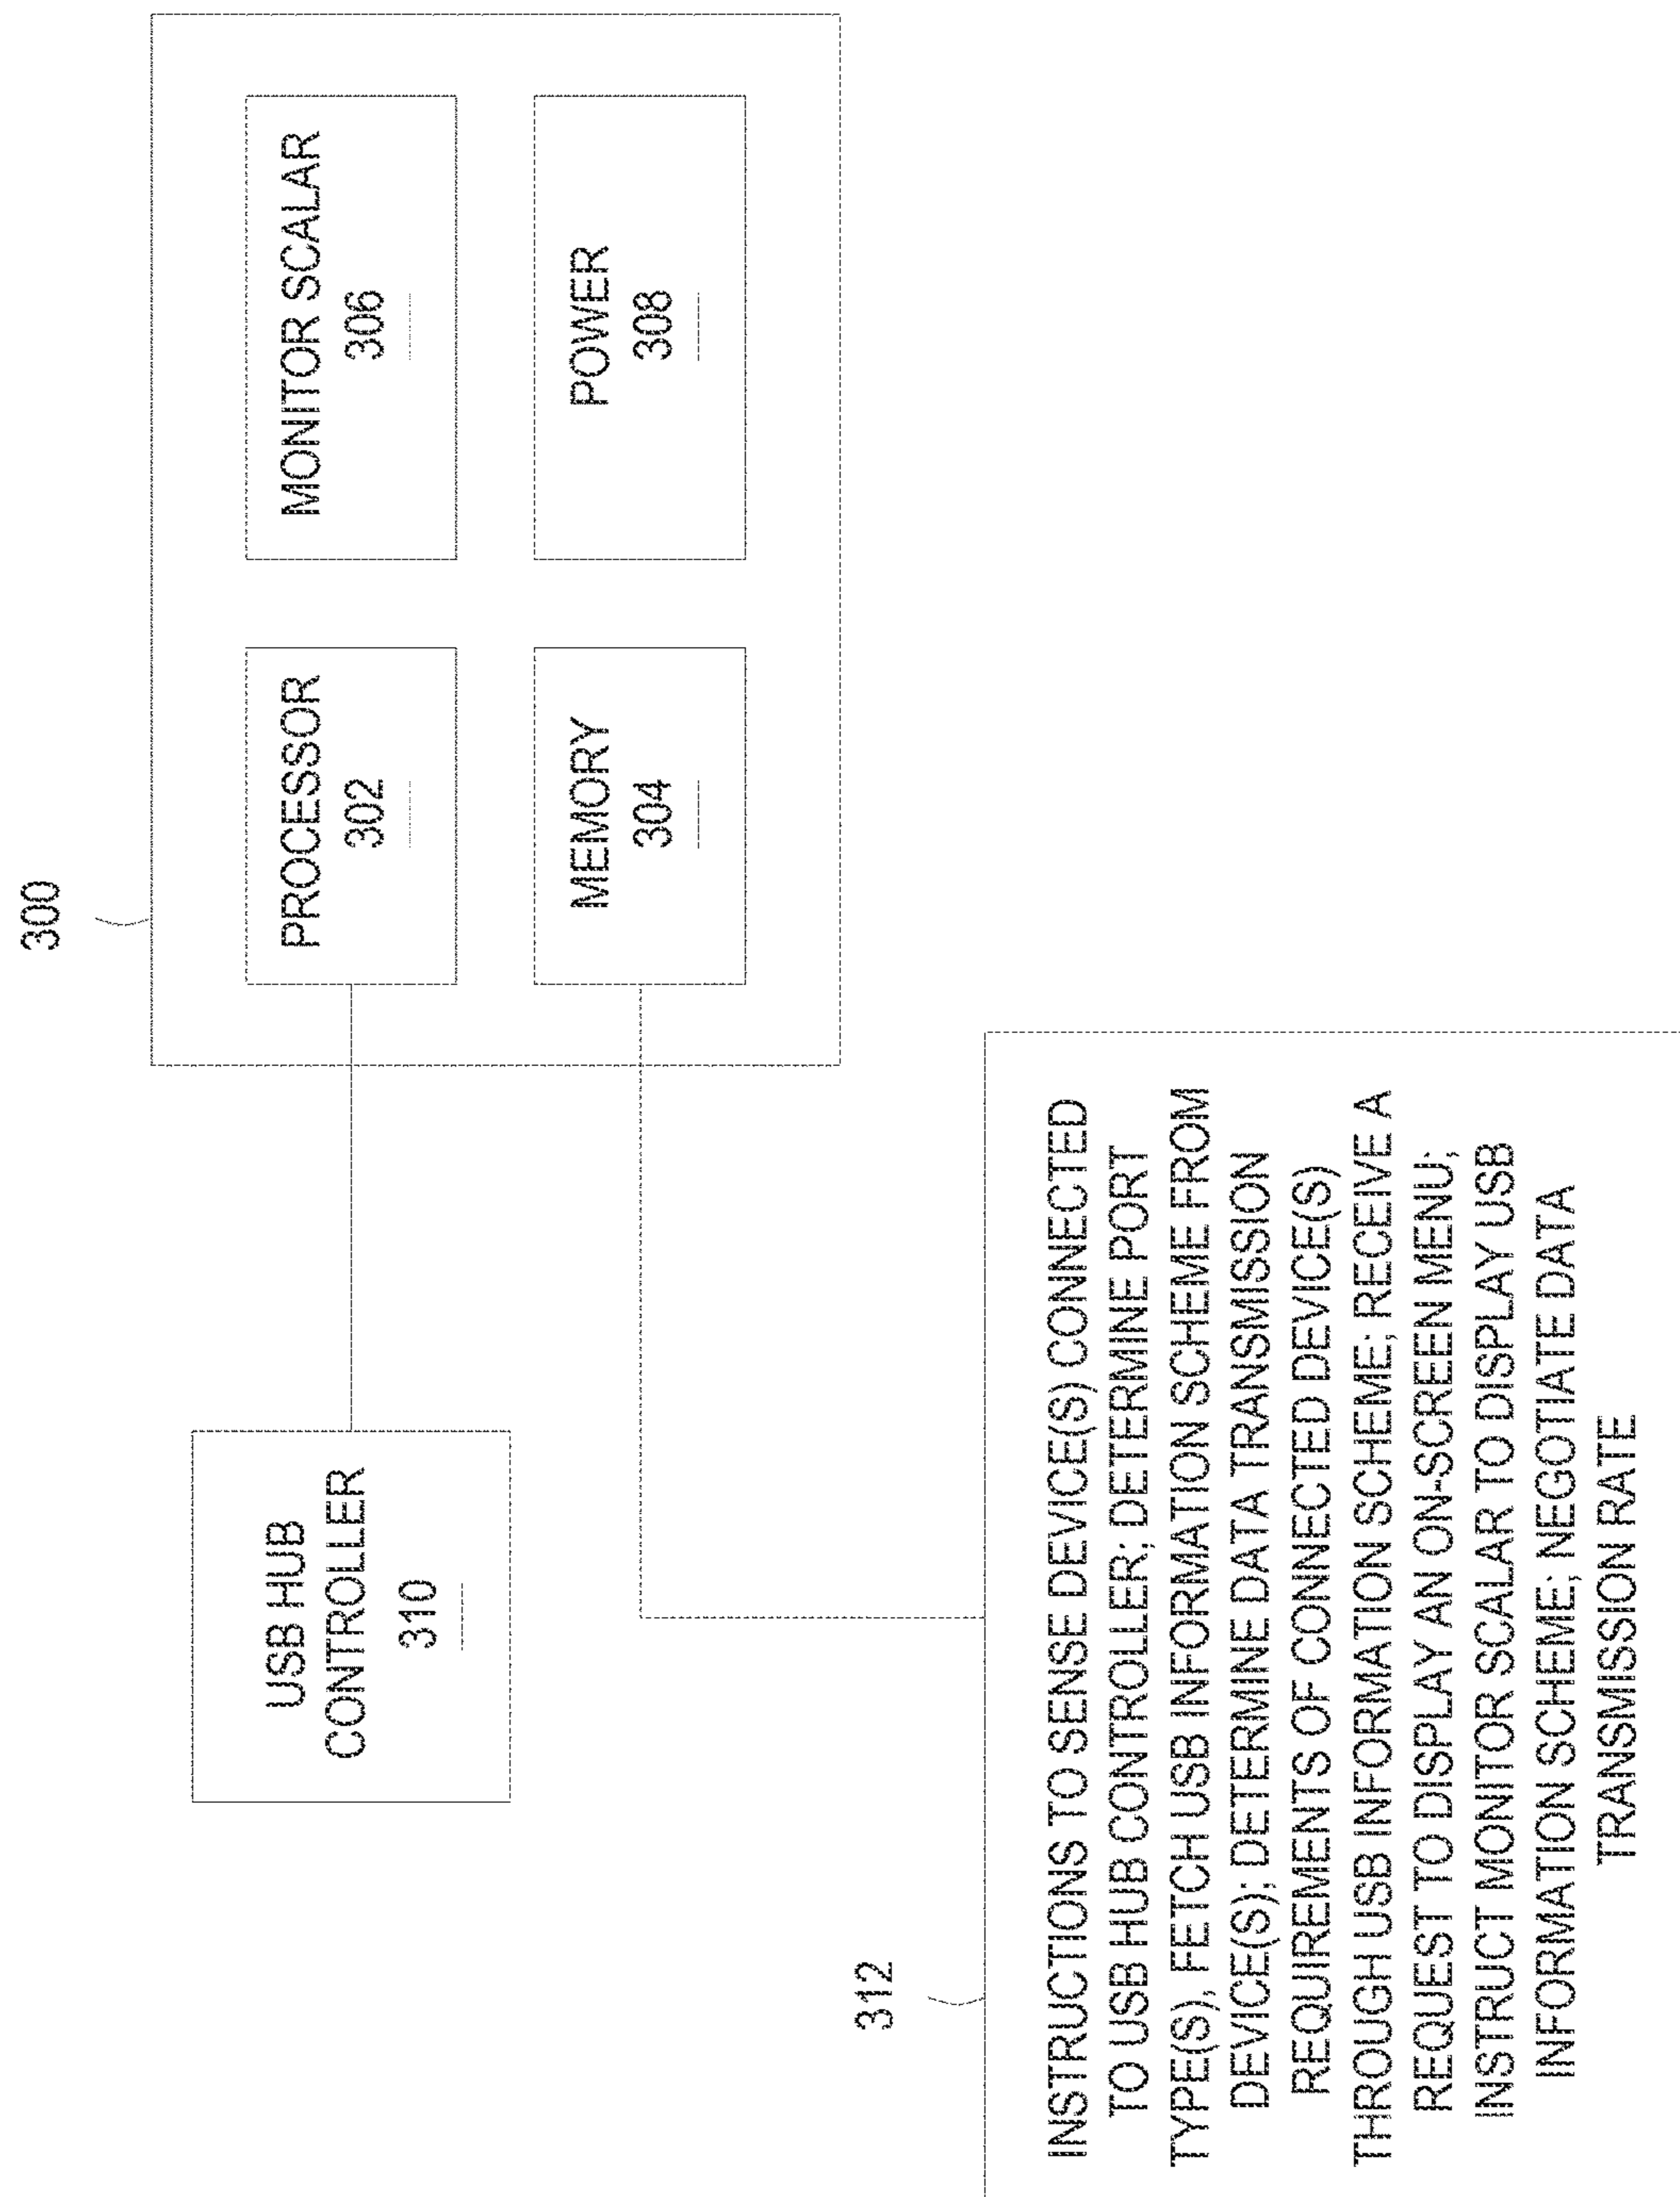 300
PROCESSOR
302
MONITOR SCALAR
306
MEMORY
304
POWER
308
USB HUB
CONTROLLER
310
312
INSTRUCTIONS TO SENSE DEVICE(S) CONNECTED
TO USB HUB CONTROLLER; DETERMINE PORT
TYPE(S), FETCH USB INFORMATION SCHEME FROM
DEVICE(S); DETERMINE DATA TRANSMISSION
REQUIREMENTS OF CONNECTED DEVICE(S)
THROUGH USB INFORMATION SCHEME; RECEIVE A
REQUEST TO DISPLAY AN ON-SCREEN MENU;
INSTRUCT MONITOR SCALAR TO DISPLAY USB
INFORMATION SCHEME; NEGOTIATE DATA
TRANSMISSION RATE